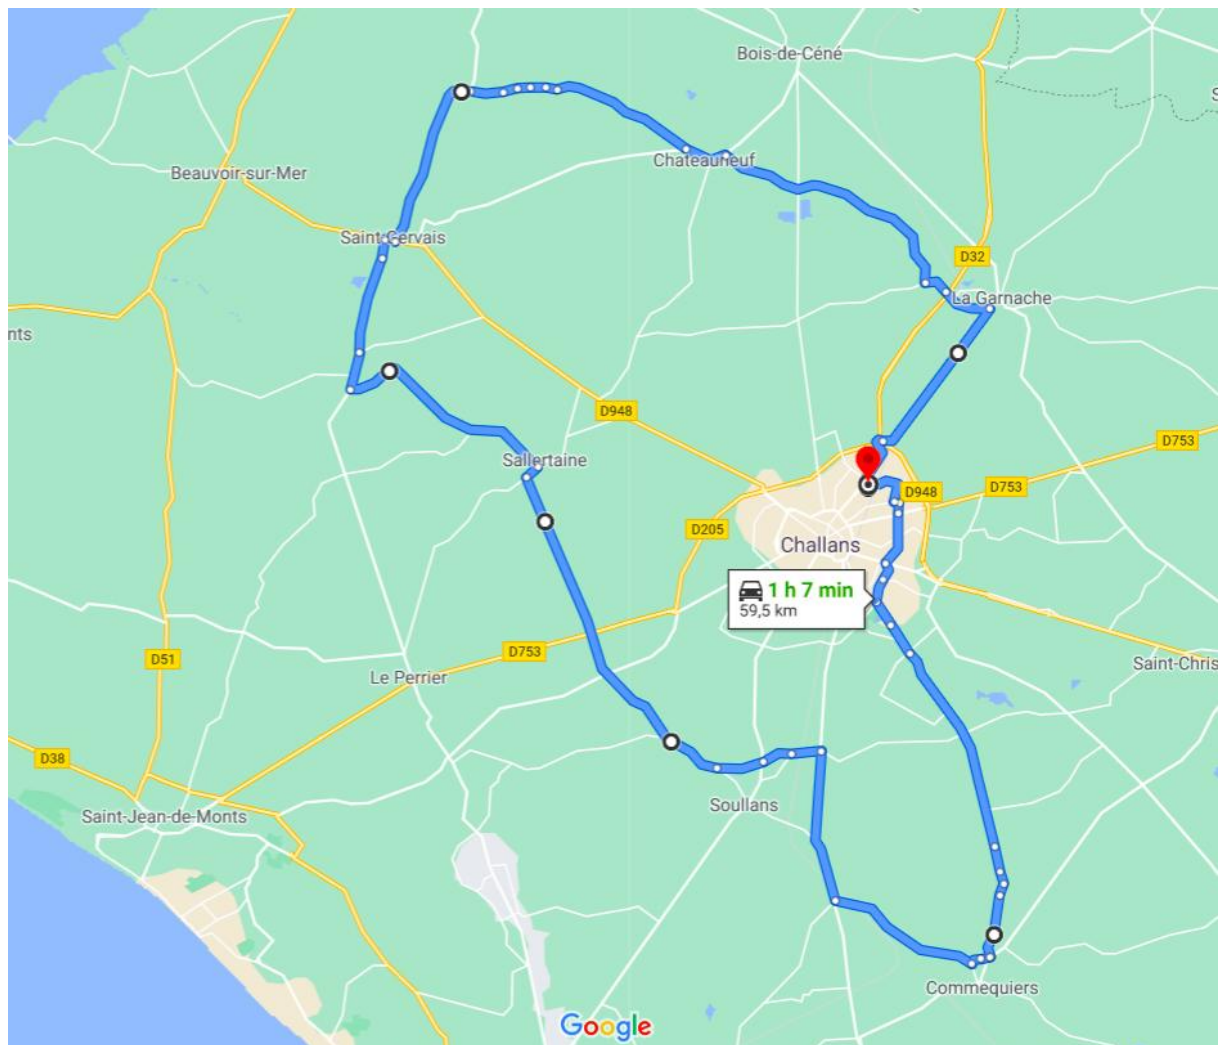 Bois-de-Céné
S
Chateauneuf
Beauvoir-sur-Mer
Saint-Gervais
D32
La Garnache
nts
D948
D753
Sallertaine
D753
D948
D205
Challans
1 h 7 min
59,5 km
D753
D51
Le Perrier
Saint-Chris
D38
Soullans
Saint-Jean-de-Monts
Commequiers
Google